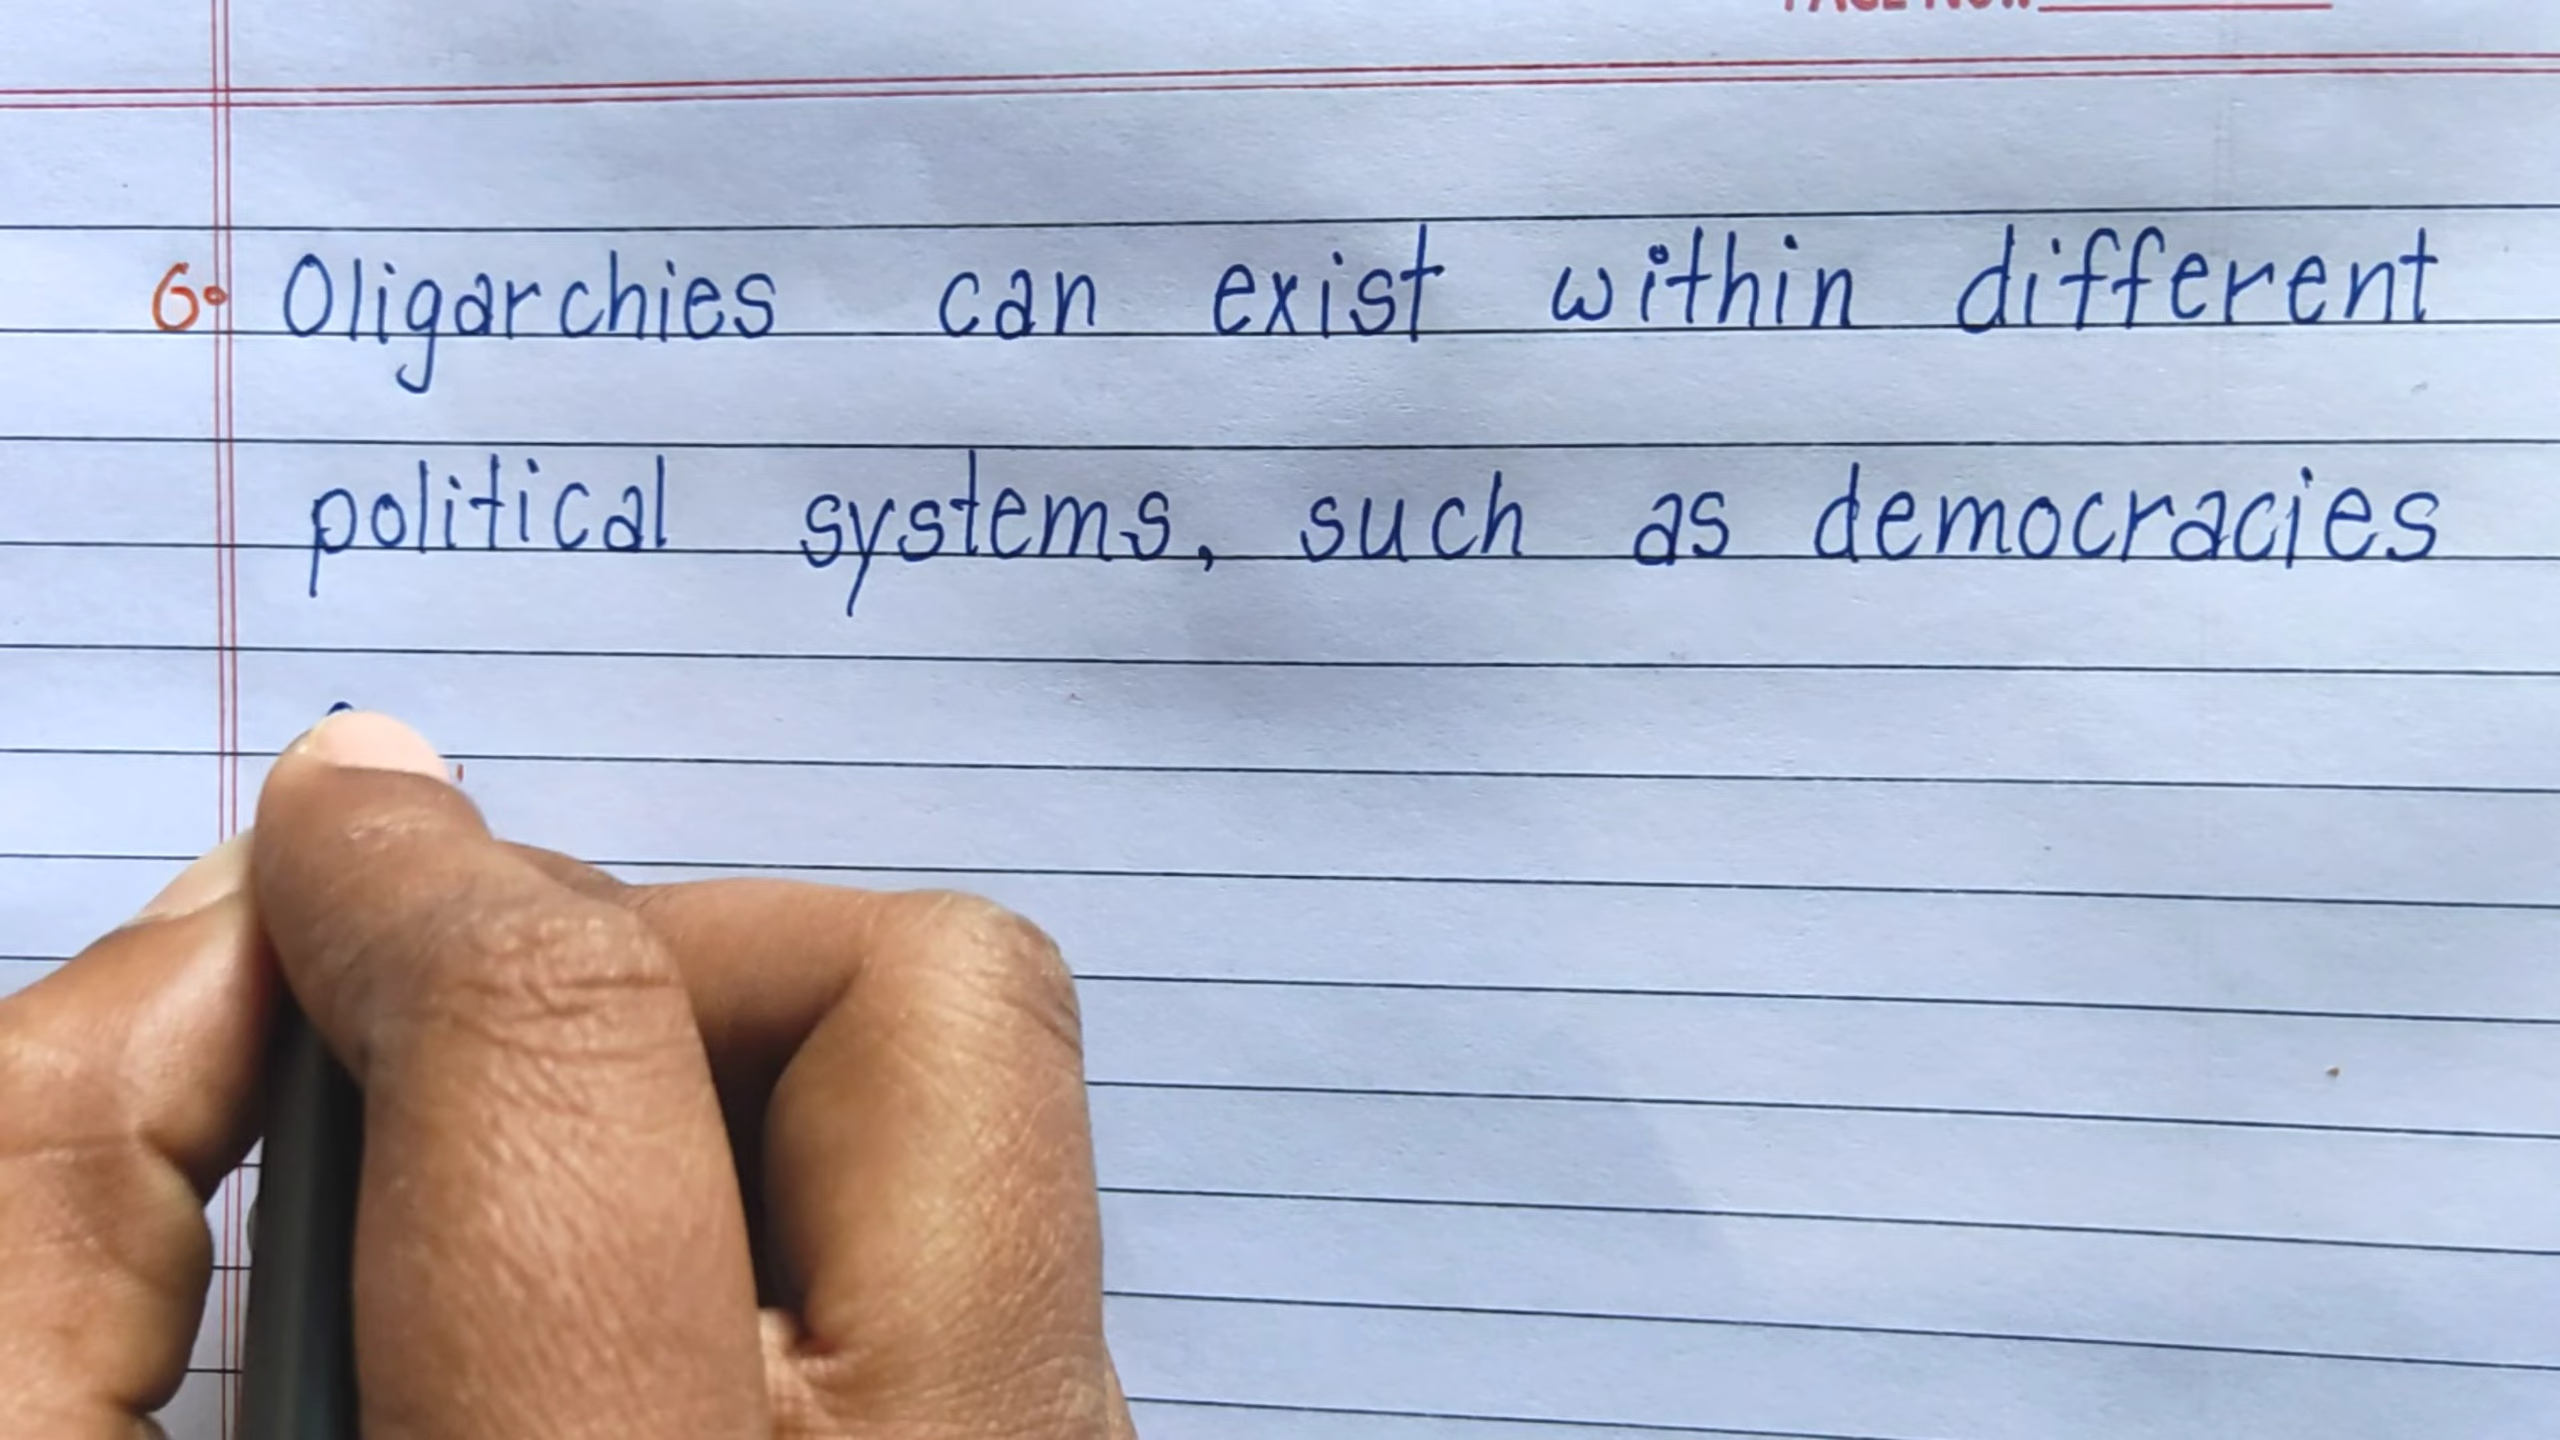 6. Oligarchies can exist within different
political systems, such as democracies